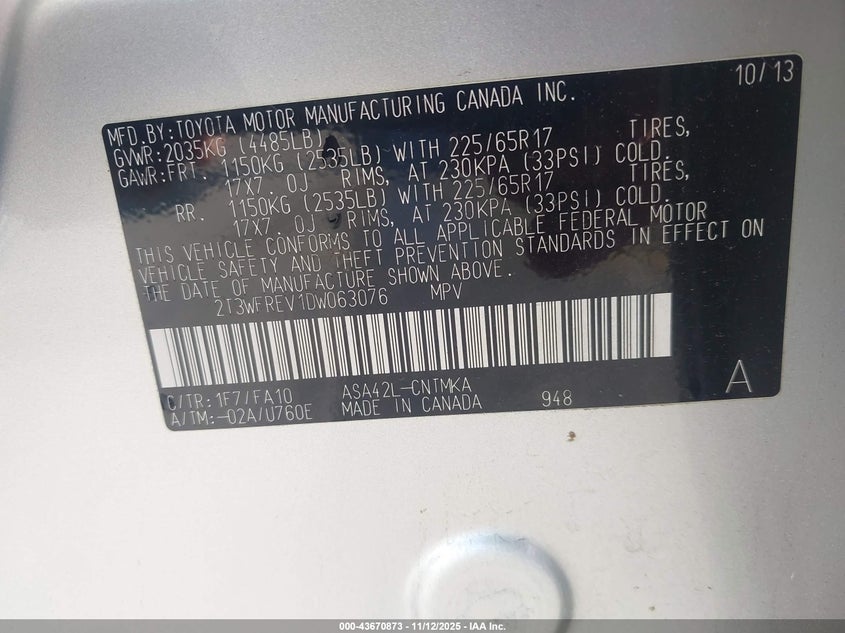 10/13
MFD.BY:TOYOTA MOTOR MANUFACTURING CANADA INC.
GVWR:2035KG (4485LB)
GAWR:FRT. 1150KG (2535LB) WITH 225/65R17 TIRES,
17X7. 0J RIMS, AT 230KPA (33PSI) COLD.
RR. 1150KG (2535LB) WITH 225/65R17 TIRES,
17X7. 0J RIMS, AT 230KPA (33PSI) COLD.
THIS VEHICLE CONFORMS TO ALL APPLICABLE FEDERAL MOTOR
VEHICLE SAFETY AND THEFT PREVENTION STANDARDS IN EFFECT ON
THE DATE OF MANUFACTURE SHOWN ABOVE.
2T3WFREV1DW063076 MPV
C/TR: 1F7/FA10 ASA42L-CNTMKA
A/TM:-02A/U760E MADE IN CANADA 948
A
000-43670873 - 11/12/2025 - IAA Inc.